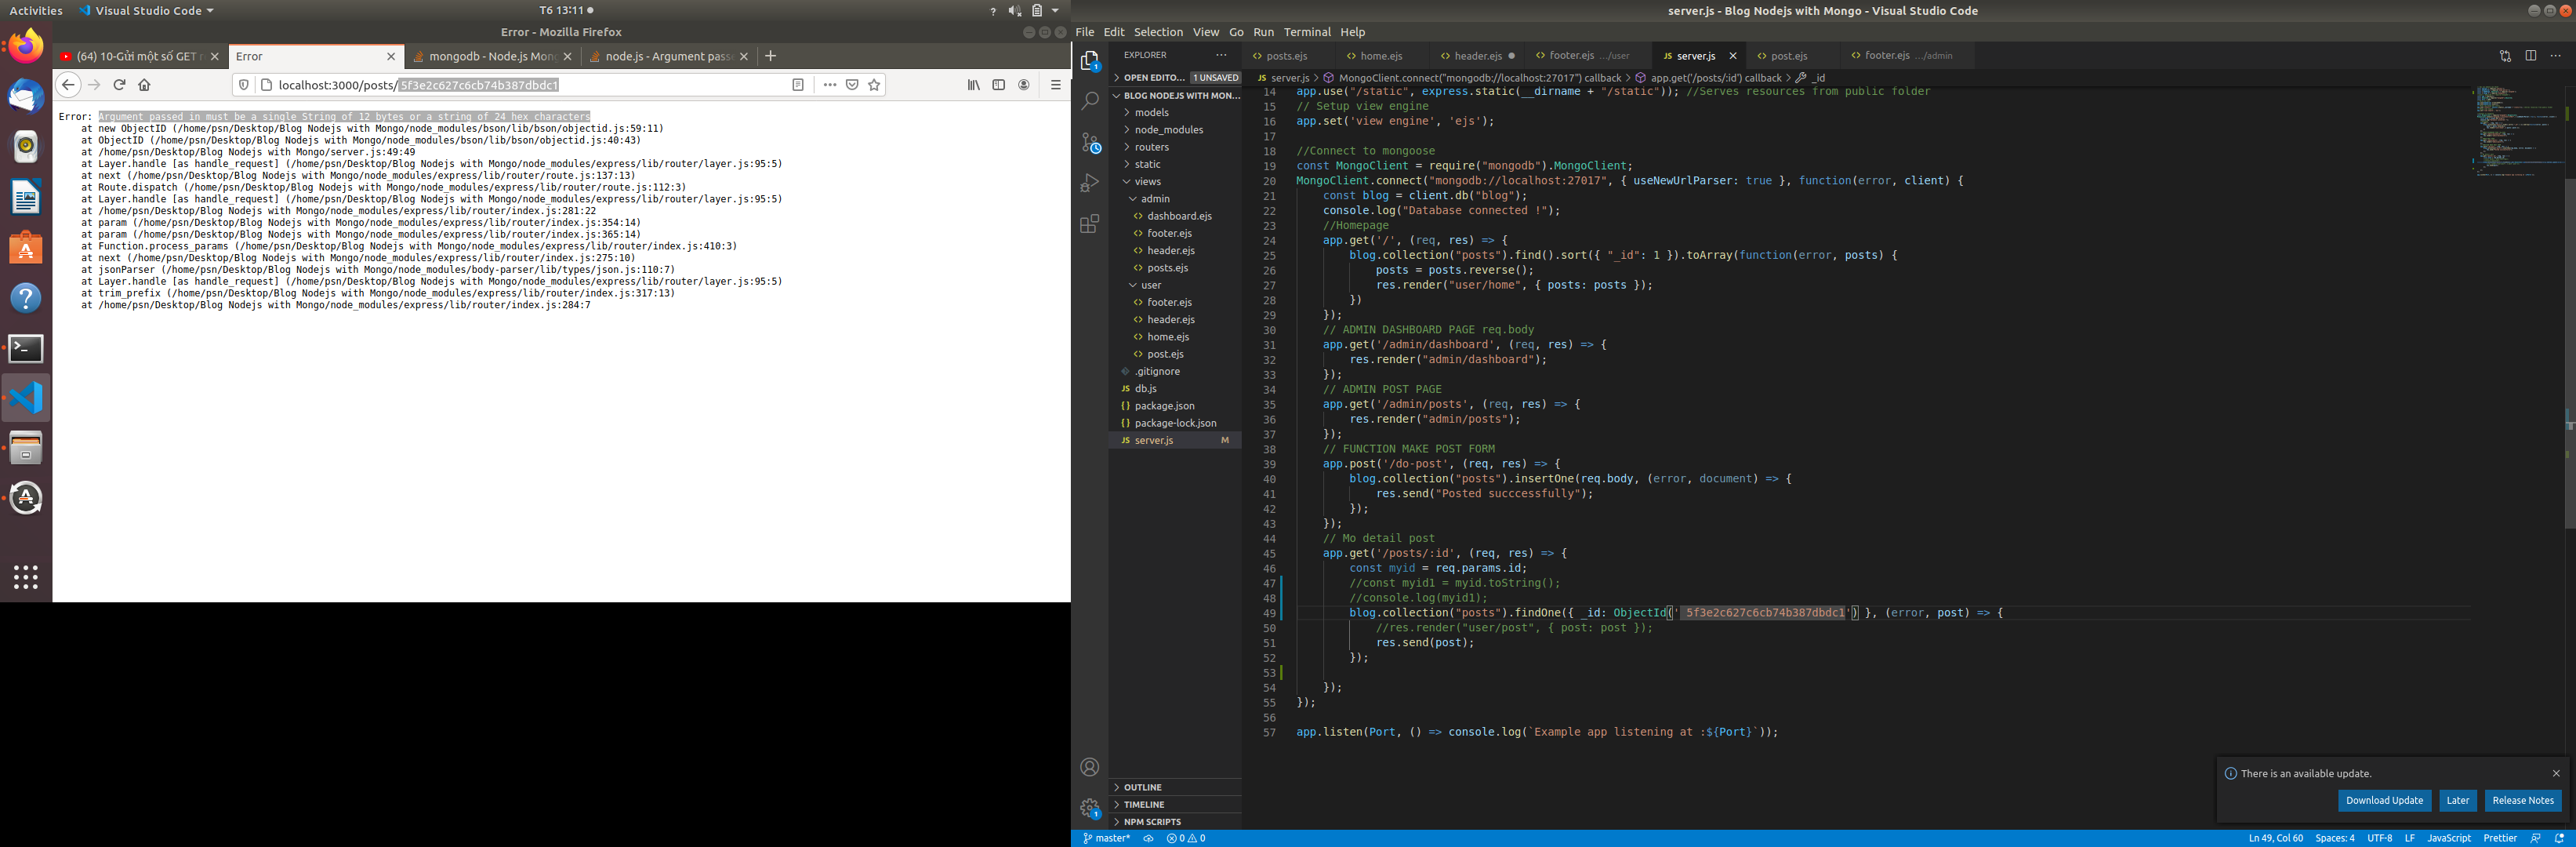 Activities Visual Studio Code T6 13:11
Error - Mozilla Firefox
(64) 10-Gửi một số GET r
Error
mongodb - Node.js Mon
node.js - Argument pass
localhost:3000/posts/5f3e2c627c6cb74b387dbdc1
Error: Argument passed in must be a single String of 12 bytes or a string of 24 hex characters
at new ObjectID (/home/psn/Desktop/Blog Nodejs with Mongo/node_modules/bson/lib/bson/objectid.js:59:11)
at ObjectID (/home/psn/Desktop/Blog Nodejs with Mongo/node_modules/bson/lib/bson/objectid.js:40:43)
at /home/psn/Desktop/Blog Nodejs with Mongo/server.js:49:49
at Layer.handle [as handle_request] (/home/psn/Desktop/Blog Nodejs with Mongo/node_modules/express/lib/router/layer.js:95:5)
at next (/home/psn/Desktop/Blog Nodejs with Mongo/node_modules/express/lib/router/route.js:137:13)
at Route.dispatch (/home/psn/Desktop/Blog Nodejs with Mongo/node_modules/express/lib/router/route.js:112:3)
at Layer.handle [as handle_request] (/home/psn/Desktop/Blog Nodejs with Mongo/node_modules/express/lib/router/layer.js:95:5)
at /home/psn/Desktop/Blog Nodejs with Mongo/node_modules/express/lib/router/index.js:281:22
at param (/home/psn/Desktop/Blog Nodejs with Mongo/node_modules/express/lib/router/index.js:354:14)
at param (/home/psn/Desktop/Blog Nodejs with Mongo/node_modules/express/lib/router/index.js:365:14)
at Function.process_params (/home/psn/Desktop/Blog Nodejs with Mongo/node_modules/express/lib/router/index.js:410:3)
at next (/home/psn/Desktop/Blog Nodejs with Mongo/node_modules/express/lib/router/index.js:275:10)
at jsonParser (/home/psn/Desktop/Blog Nodejs with Mongo/node_modules/body-parser/lib/types/json.js:110:7)
at Layer.handle [as handle_request] (/home/psn/Desktop/Blog Nodejs with Mongo/node_modules/express/lib/router/layer.js:95:5)
at trim_prefix (/home/psn/Desktop/Blog Nodejs with Mongo/node_modules/express/lib/router/index.js:317:13)
at /home/psn/Desktop/Blog Nodejs with Mongo/node_modules/express/lib/router/index.js:284:7
server.js - Blog Nodejs with Mongo - Visual Studio Code
File Edit Selection View Go Run Terminal Help
EXPLORER
OPEN EDITO... 1 UNSAVED
BLOG NODEJS WITH MON...
models
node_modules
routers
static
views
admin
dashboard.ejs
footer.ejs
header.ejs
posts.ejs
user
footer.ejs
header.ejs
home.ejs
post.ejs
.gitignore
db.js
package.json
package-lock.json
server.js M
OUTLINE
TIMELINE
NPM SCRIPTS
posts.ejs home.ejs header.ejs footer.ejs .../user server.js post.ejs footer.ejs .../admin
server.js > MongoClient.connect("mongodb://localhost:27017") callback > app.get('/posts/:id') callback > _id
14 app.use("/static", express.static(__dirname + "/static")); //Serves resources from public folder
15 // Setup view engine
16 app.set('view engine', 'ejs');
17
18 //Connect to mongoose
19 const MongoClient = require("mongodb").MongoClient;
20 MongoClient.connect("mongodb://localhost:27017", { useNewUrlParser: true }, function(error, client) {
21 const blog = client.db("blog");
22 console.log("Database connected !");
23 //Homepage
24 app.get('/', (req, res) => {
25 blog.collection("posts").find().sort({ "_id": 1 }).toArray(function(error, posts) {
26 posts = posts.reverse();
27 res.render("user/home", { posts: posts });
28 })
29 });
30 // ADMIN DASHBOARD PAGE req.body
31 app.get('/admin/dashboard', (req, res) => {
32 res.render("admin/dashboard");
33 });
34 // ADMIN POST PAGE
35 app.get('/admin/posts', (req, res) => {
36 res.render("admin/posts");
37 });
38 // FUNCTION MAKE POST FORM
39 app.post('/do-post', (req, res) => {
40 blog.collection("posts").insertOne(req.body, (error, document) => {
41 res.send("Posted succcessfully");
42 });
43 });
44 // Mo detail post
45 app.get('/posts/:id', (req, res) => {
46 const myid = req.params.id;
47 //const myid1 = myid.toString();
48 //console.log(myid1);
49 blog.collection("posts").findOne({ _id: ObjectId(' 5f3e2c627c6cb74b387dbdc1') }, (error, post) => {
50 //res.render("user/post", { post: post });
51 res.send(post);
52 });
53
54 });
55 });
56
57 app.listen(Port, () => console.log(`Example app listening at :${Port}`));
There is an available update.
Download Update Later Release Notes
master* 0 0 Ln 49, Col 60 Spaces: 4 UTF-8 LF JavaScript Prettier